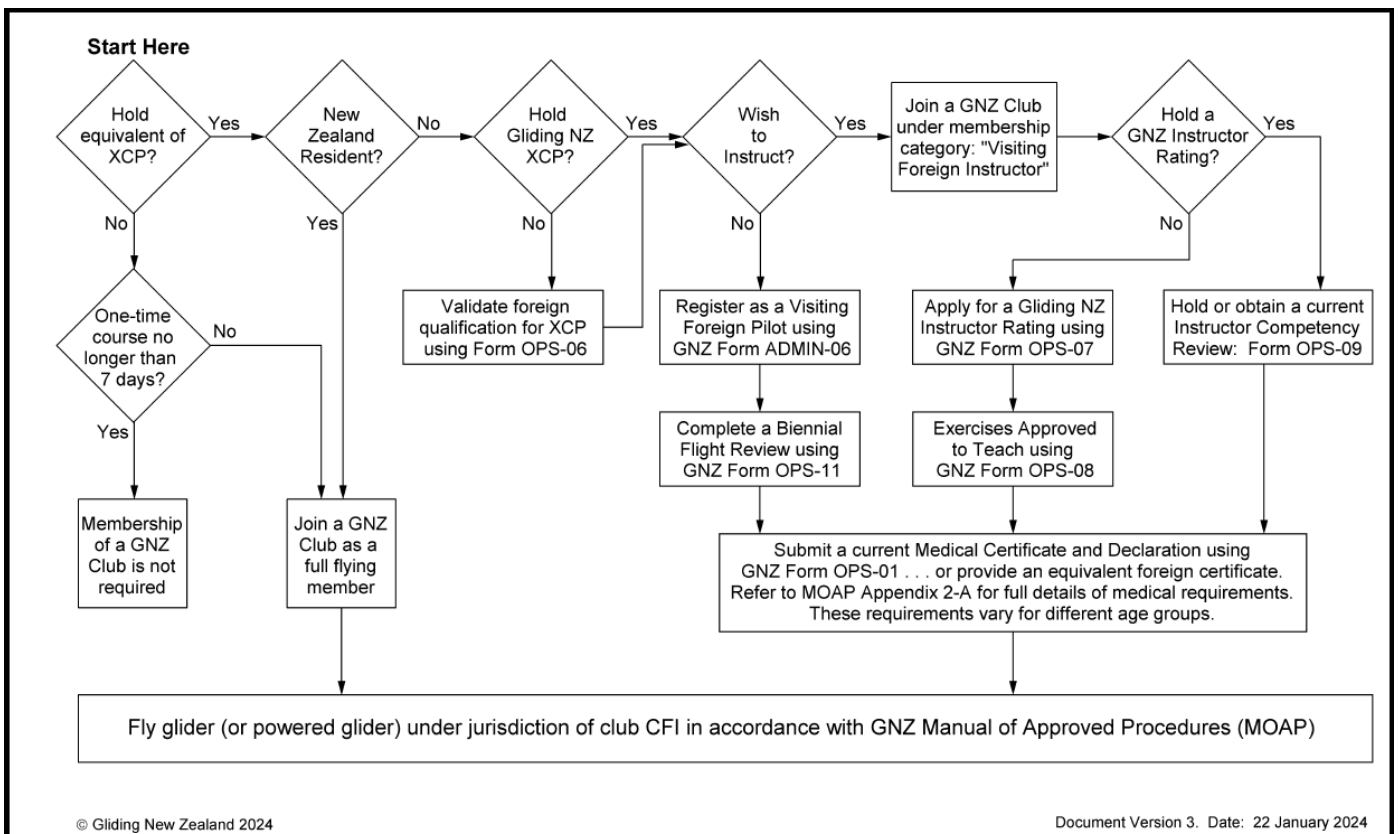 Start Here
Hold
equivalent of
XCP?
Yes
New
Zealand
Resident?
No
Hold
Gliding NZ
XCP?
Yes
Wish
to
Instruct?
Yes
Join a GNZ Club
under membership
category: "Visiting
Foreign Instructor"
Hold a
GNZ Instructor
Rating?
Yes
No
Yes
No
No
No
One-time
course no
longer than
7 days?
No
Yes
Validate foreign
qualification for XCP
using Form OPS-06
Register as a Visiting
Foreign Pilot using
GNZ Form ADMIN-06
Apply for a Gliding NZ
Instructor Rating using
GNZ Form OPS-07
Hold or obtain a current
Instructor Competency
Review: Form OPS-09
Complete a Biennial
Flight Review using
GNZ Form OPS-11
Exercises Approved
to Teach using
GNZ Form OPS-08
Membership
of a GNZ
Club is not
required
Join a GNZ
Club as a
full flying
member
Submit a current Medical Certificate and Declaration using
GNZ Form OPS-01 . . . or provide an equivalent foreign certificate.
Refer to MOAP Appendix 2-A for full details of medical requirements.
These requirements vary for different age groups.
Fly glider (or powered glider) under jurisdiction of club CFI in accordance with GNZ Manual of Approved Procedures (MOAP)
© Gliding New Zealand 2024
Document Version 3. Date: 22 January 2024